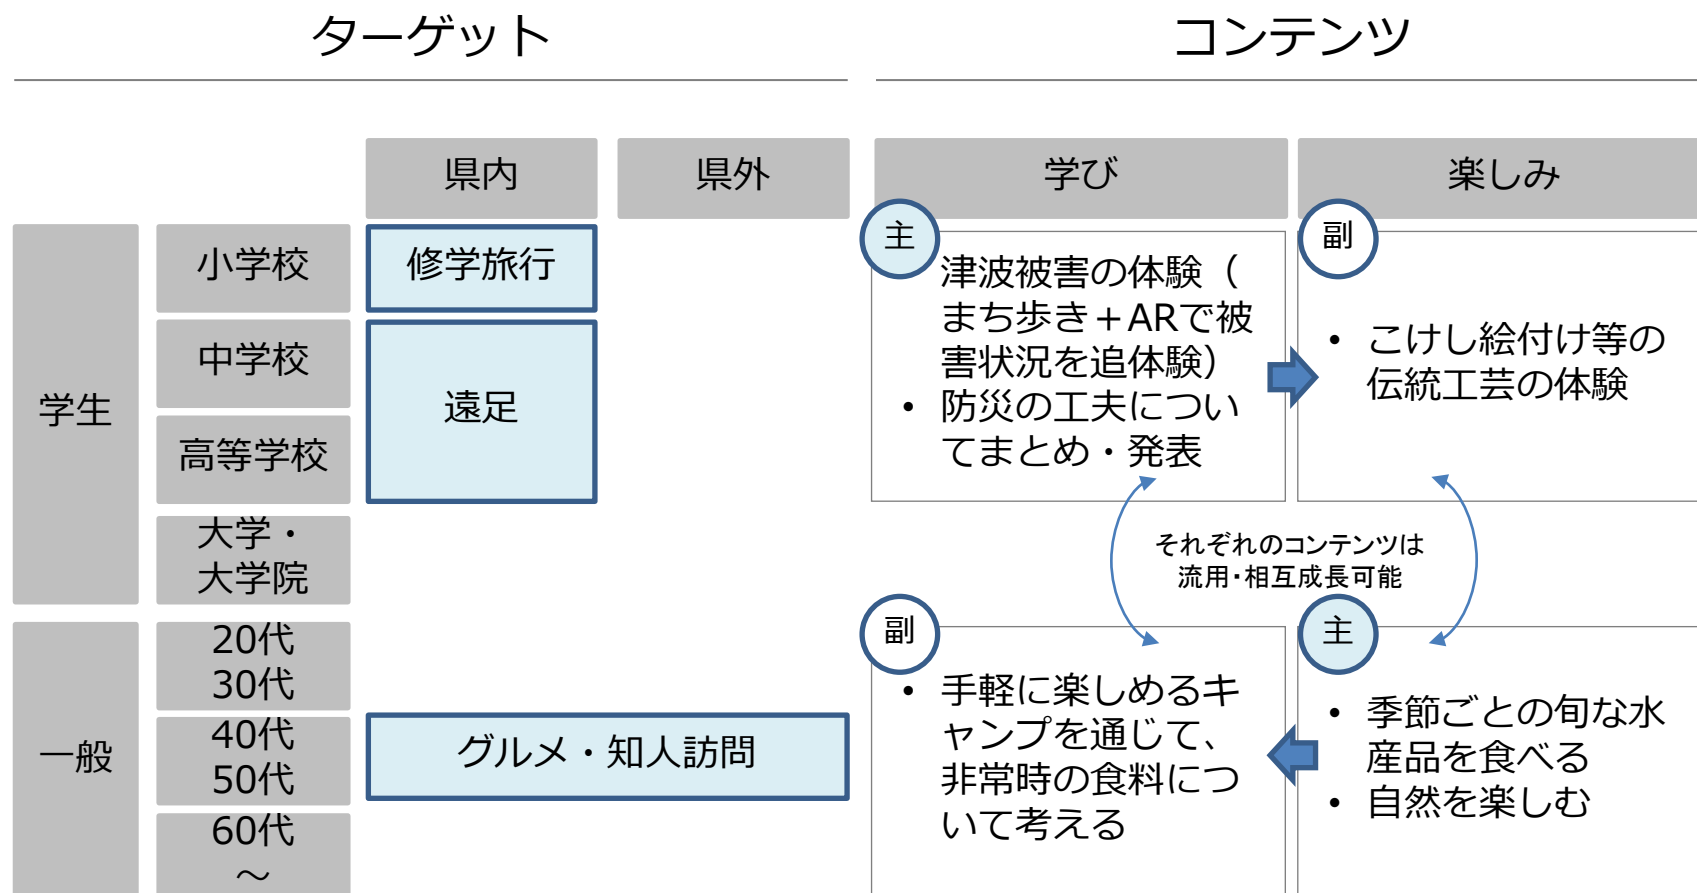 ターゲット
コンテンツ
県内
県外
学び
楽しみ
学生
小学校
中学校
高等学校
大学・
大学院
修学旅行
遠足
主
津波被害の体験（
まち歩き＋ARで被
害状況を追体験）
• 防災の工夫につい
てまとめ・発表
副
• こけし絵付け等の
伝統工芸の体験
それぞれのコンテンツは
流用・相互成長可能
一般
20代
30代
40代
50代
60代
～
グルメ・知人訪問
副
• 手軽に楽しめるキ
ャンプを通じて、
非常時の食料につ
いて考える
主
• 季節ごとの旬な水
産品を食べる
• 自然を楽しむ